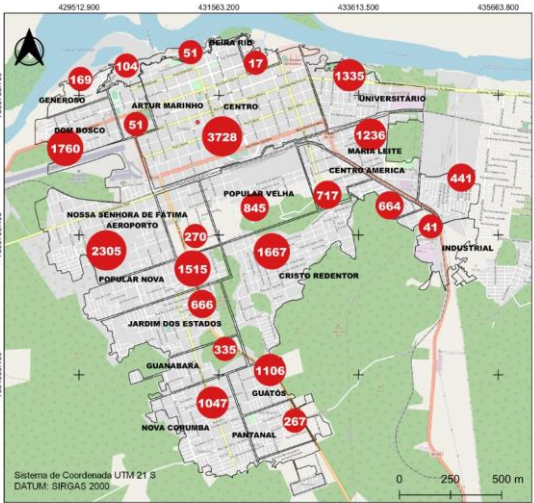 429512.900 431563.200 433613.500 435663.800
BEIRA RIO
51
17
104
169
1335
GENEROSO
ARTUR MARINHO CENTRO
UNIVERSITÁRIO
DOM BOSCO
51
3728
1236
1760
MARIA LEITE
CENTRO AMERICA
441
POPULAR VELHA
717
664
845
NOSSA SENHORA DE FÁTIMA
AEROPORTO
41
270
2305
1667
INDUSTRIAL
1515
POPULAR NOVA
CRISTO REDENTOR
666
JARDIM DOS ESTADOS
335
GUANABARA
1106
GUATÓS
1047
267
NOVA CORUMBA
PANTANAL
Sistema de Coordenada UTM 21 S
DATUM: SIRGAS 2000
0 250 500 m